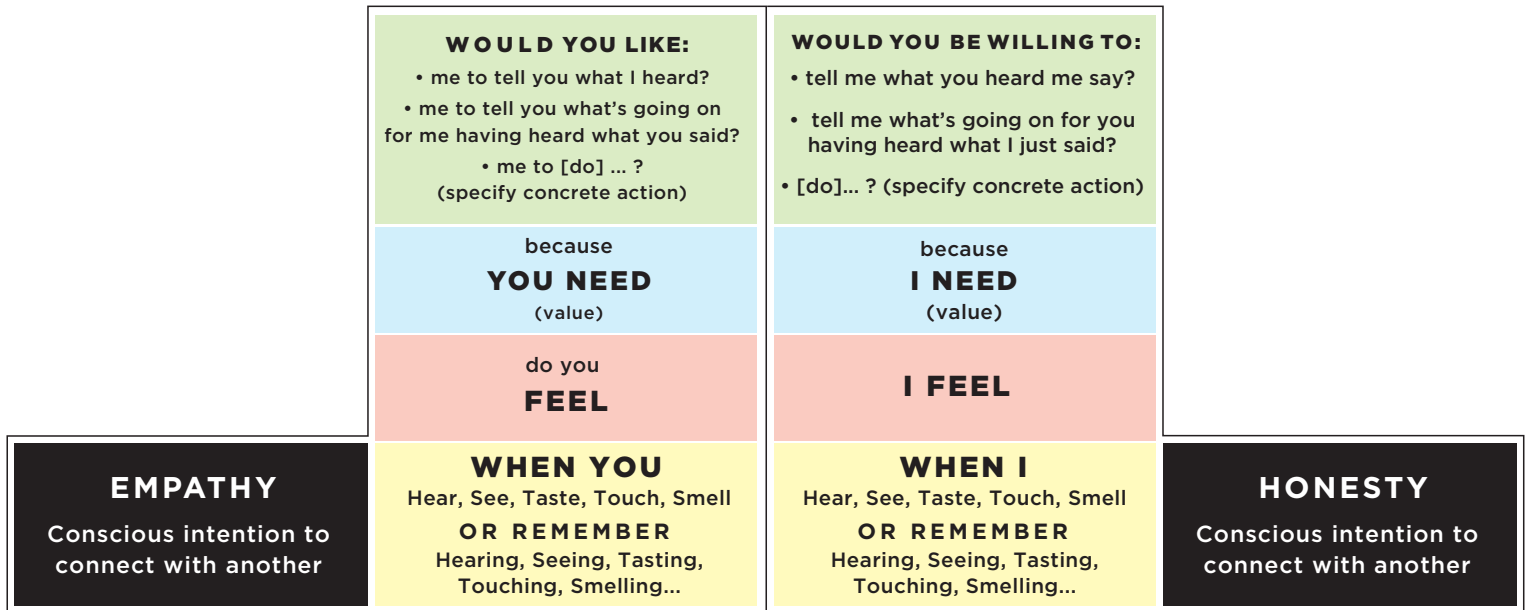 WOULD YOU LIKE:
• me to tell you what I heard?
• me to tell you what's going on
for me having heard what you said?
• me to [do] ... ?
(specify concrete action)
because
YOU NEED
(value)
do you
FEEL
WHEN YOU
Hear, See, Taste, Touch, Smell
OR REMEMBER
Hearing, Seeing, Tasting,
Touching, Smelling...
EMPATHY
Conscious intention to
connect with another
WOULD YOU BE WILLING TO:
• tell me what you heard me say?
• tell me what's going on for you
having heard what I just said?
• [do]... ? (specify concrete action)
because
I NEED
(value)
I FEEL
WHEN I
Hear, See, Taste, Touch, Smell
OR REMEMBER
Hearing, Seeing, Tasting,
Touching, Smelling...
HONESTY
Conscious intention to
connect with another